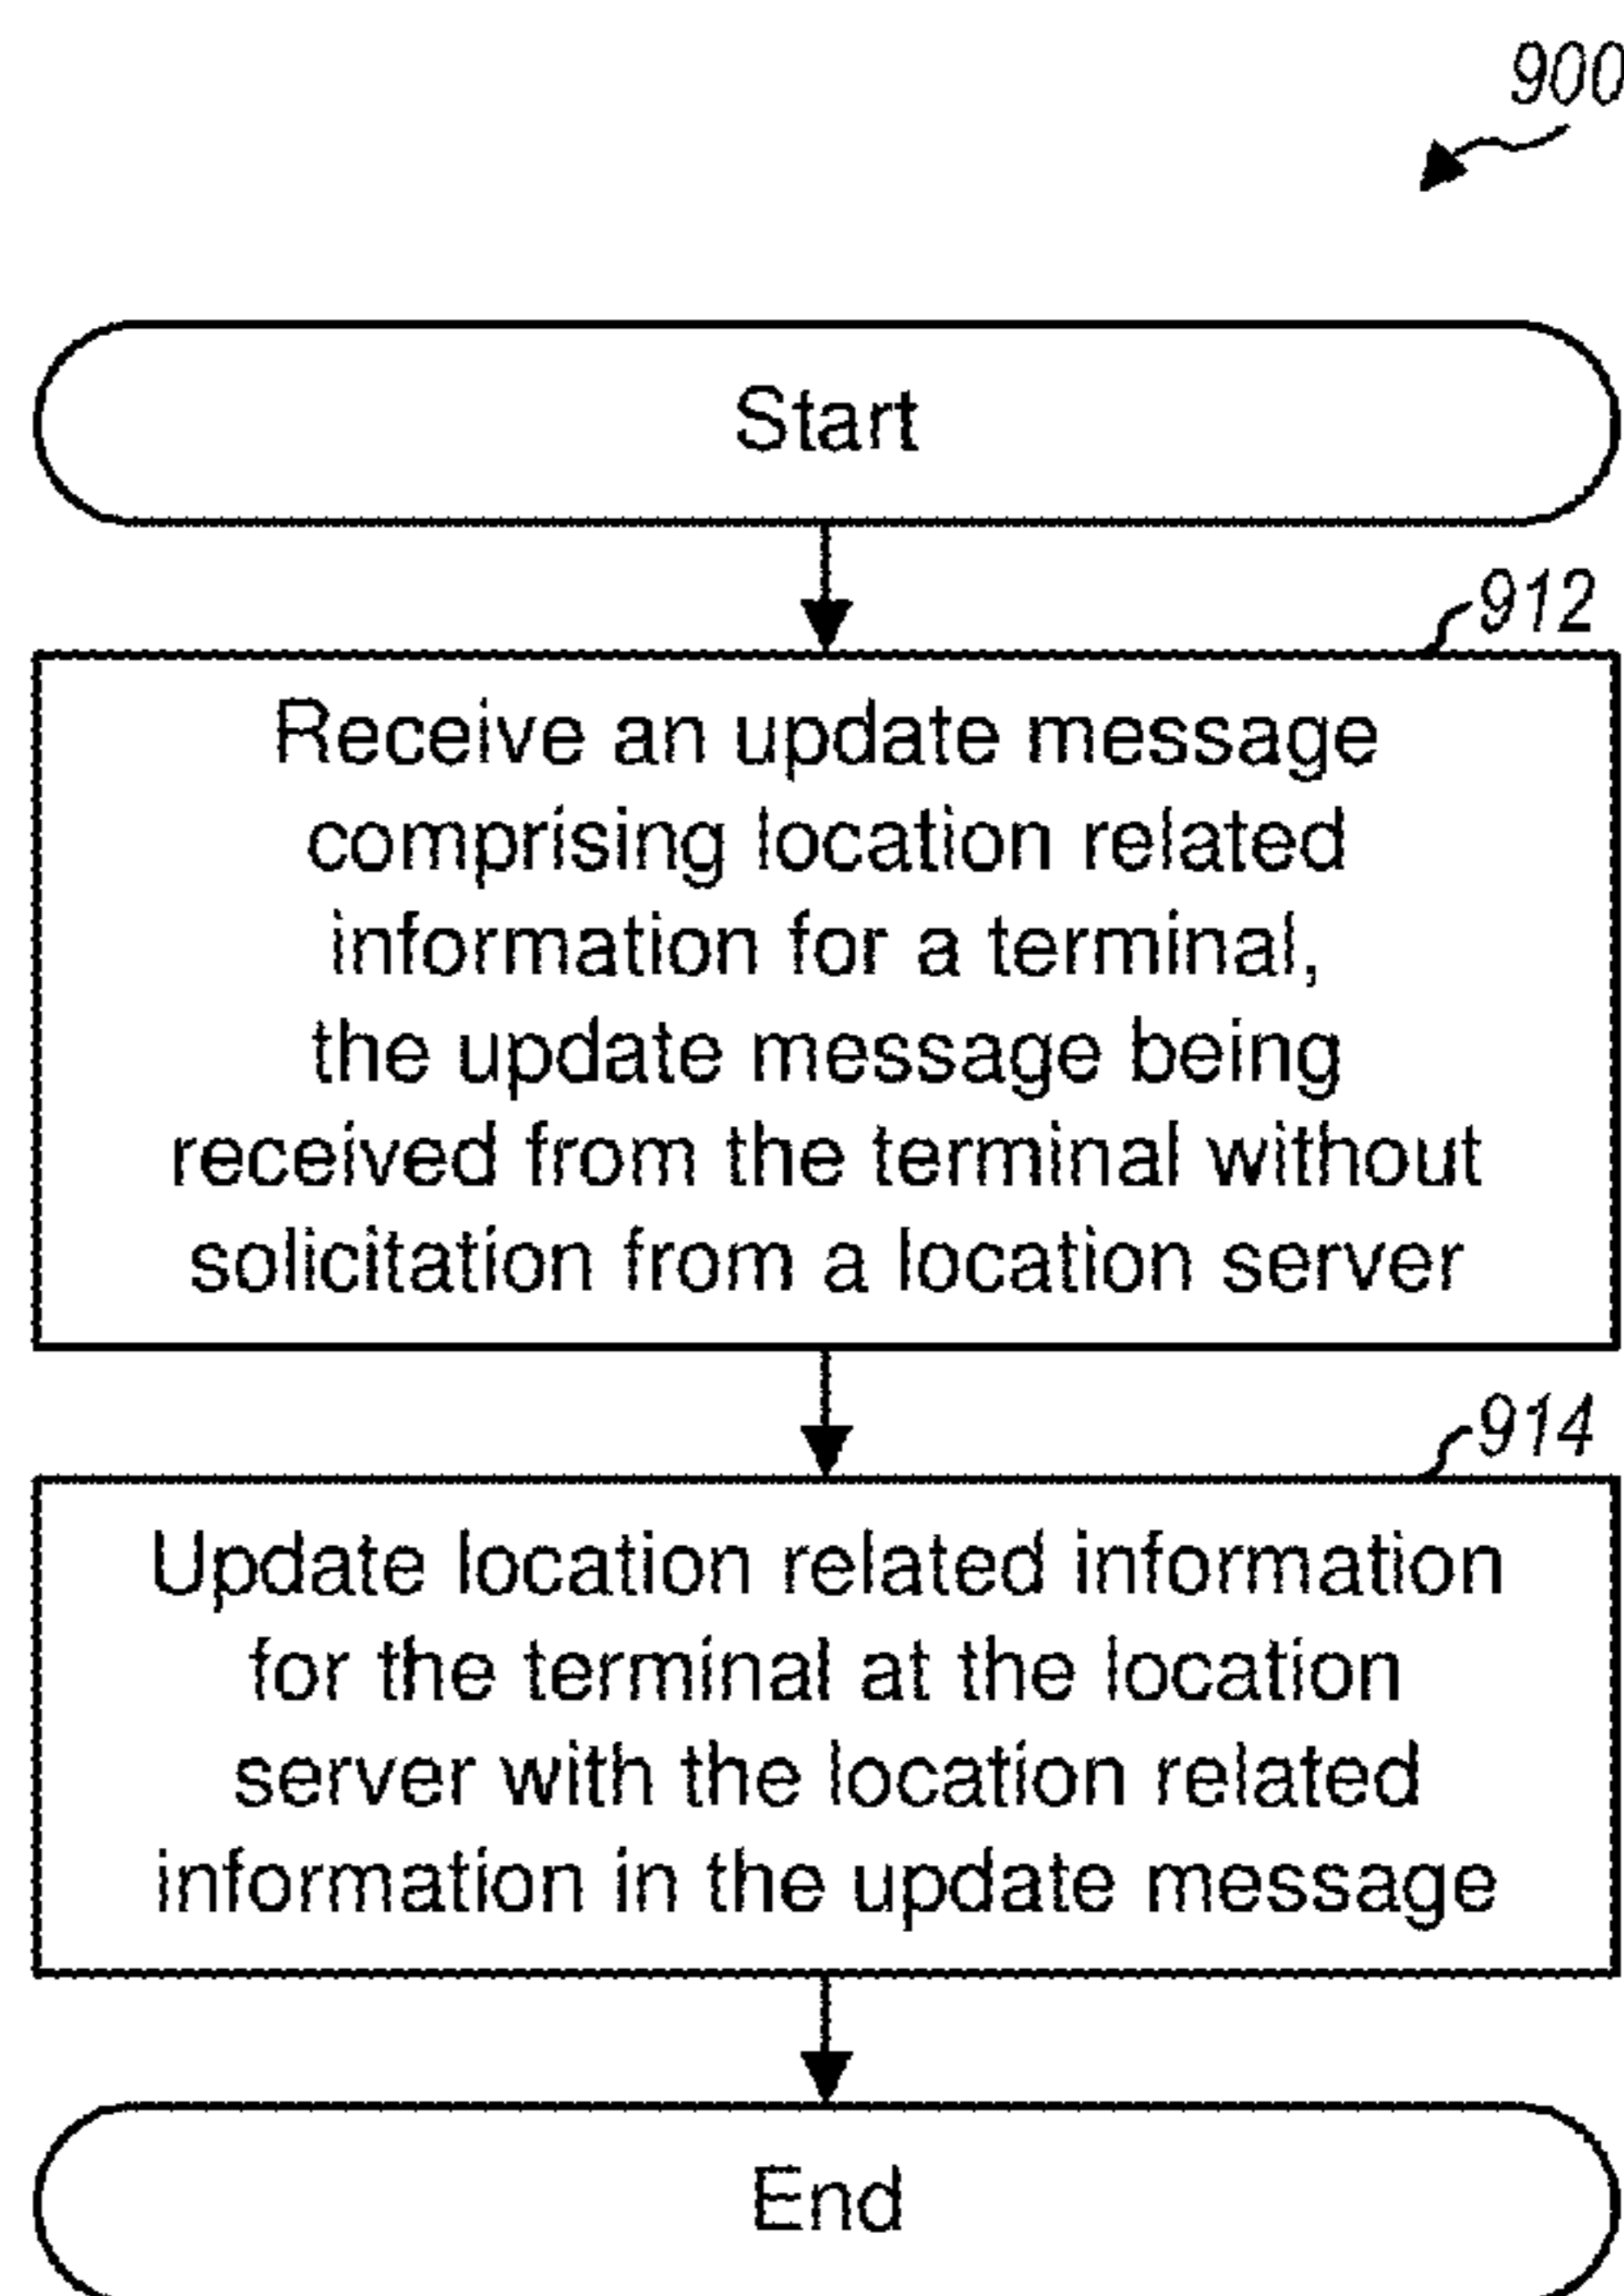 900
Start
912
Receive an update message
comprising location related
information for a terminal,
the update message being
received from the terminal without
solicitation from a location server
914
Update location related information
for the terminal at the location
server with the location related
information in the update message
End